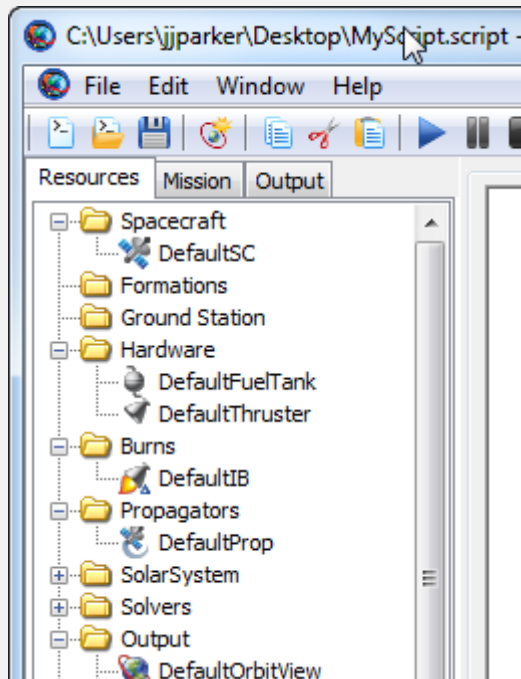 C:\Users\jjparker\Desktop\MyScript.script -
File Edit Window Help
Resources Mission Output
Spacecraft
DefaultSC
Formations
Ground Station
Hardware
DefaultFuelTank
DefaultThruster
Burns
DefaultIB
Propagators
DefaultProp
SolarSystem
Solvers
Output
DefaultOrbitView